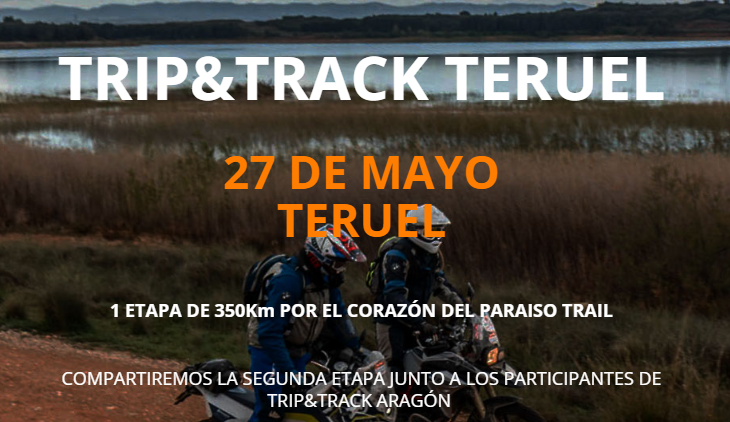 TRIP&TRACK TERUEL
27 DE MAYO
TERUEL
1 ETAPA DE 350Km POR EL CORAZÓN DEL PARAISO TRAIL
COMPARTIREMOS LA SEGUNDA ETAPA JUNTO A LOS PARTICIPANTES DE
TRIP&TRACK ARAGÓN